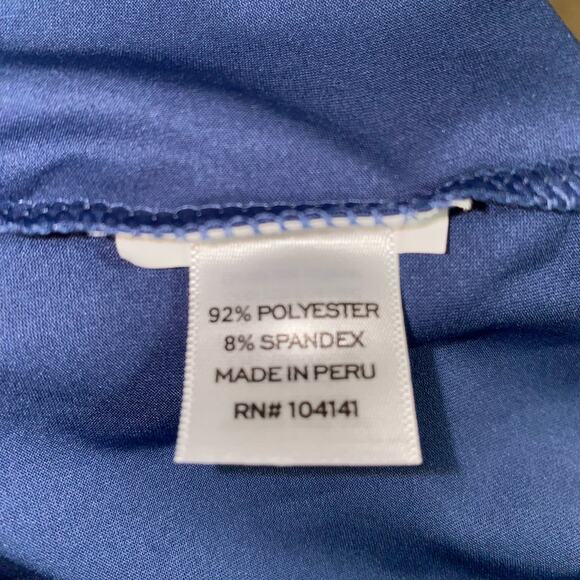 92% POLYESTER
8% SPANDEX
MADE IN PERU
RN# 104141